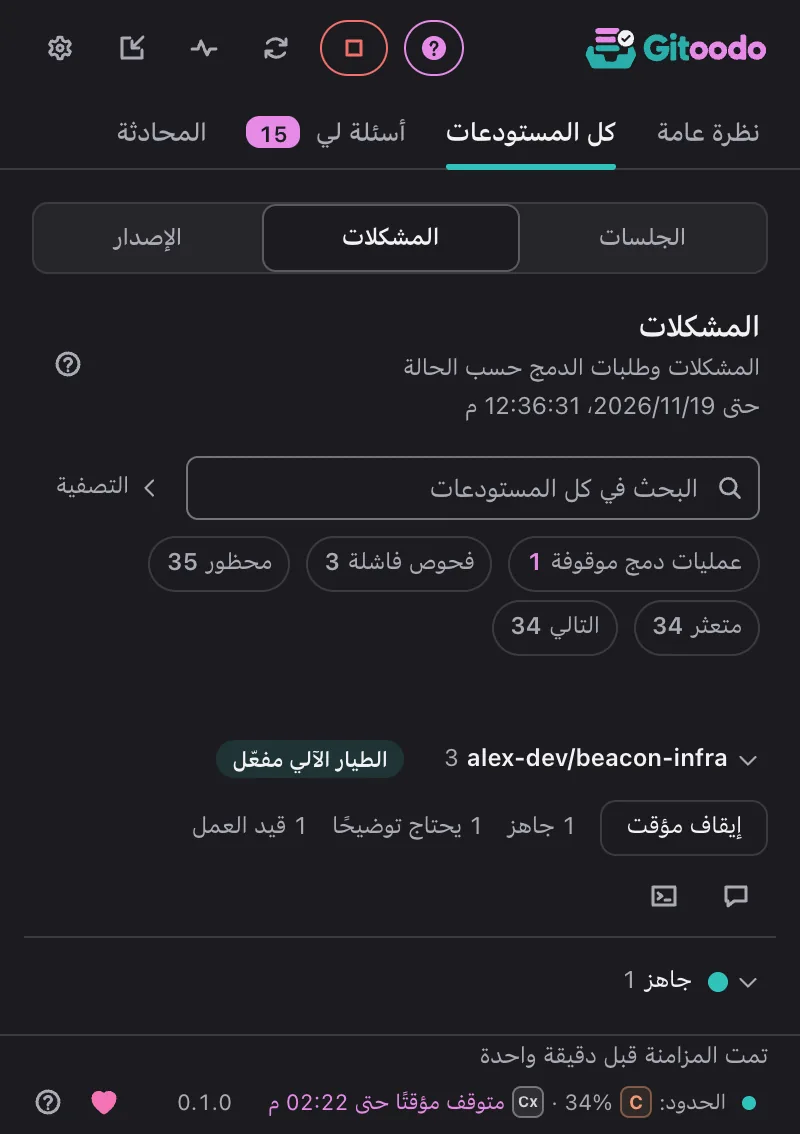 Gitoodo
نظرة عامة
كل المستودعات
أسئلة لي 15
المحادثة
الجلسات
المشكلات
الإصدار
المشكلات
المشكلات وطلبات الدمج حسب الحالة
حتى 2026/11/19، 12:36:31 م
البحث في كل المستودعات
التصفية
عمليات دمج موقوفة 1
فحوص فاشلة 3
محظور 35
متعثر 34
التالي 34
alex-dev/beacon-infra 3
الطيار الآلي مفعّل
إيقاف مؤقت
1 جاهز
1 يحتاج توضيحًا
1 قيد العمل
جاهز 1
تمت المزامنة قبل دقيقة واحدة
الحدود: C 34% · Cx متوقف مؤقتًا حتى 02:22 م
0.1.0